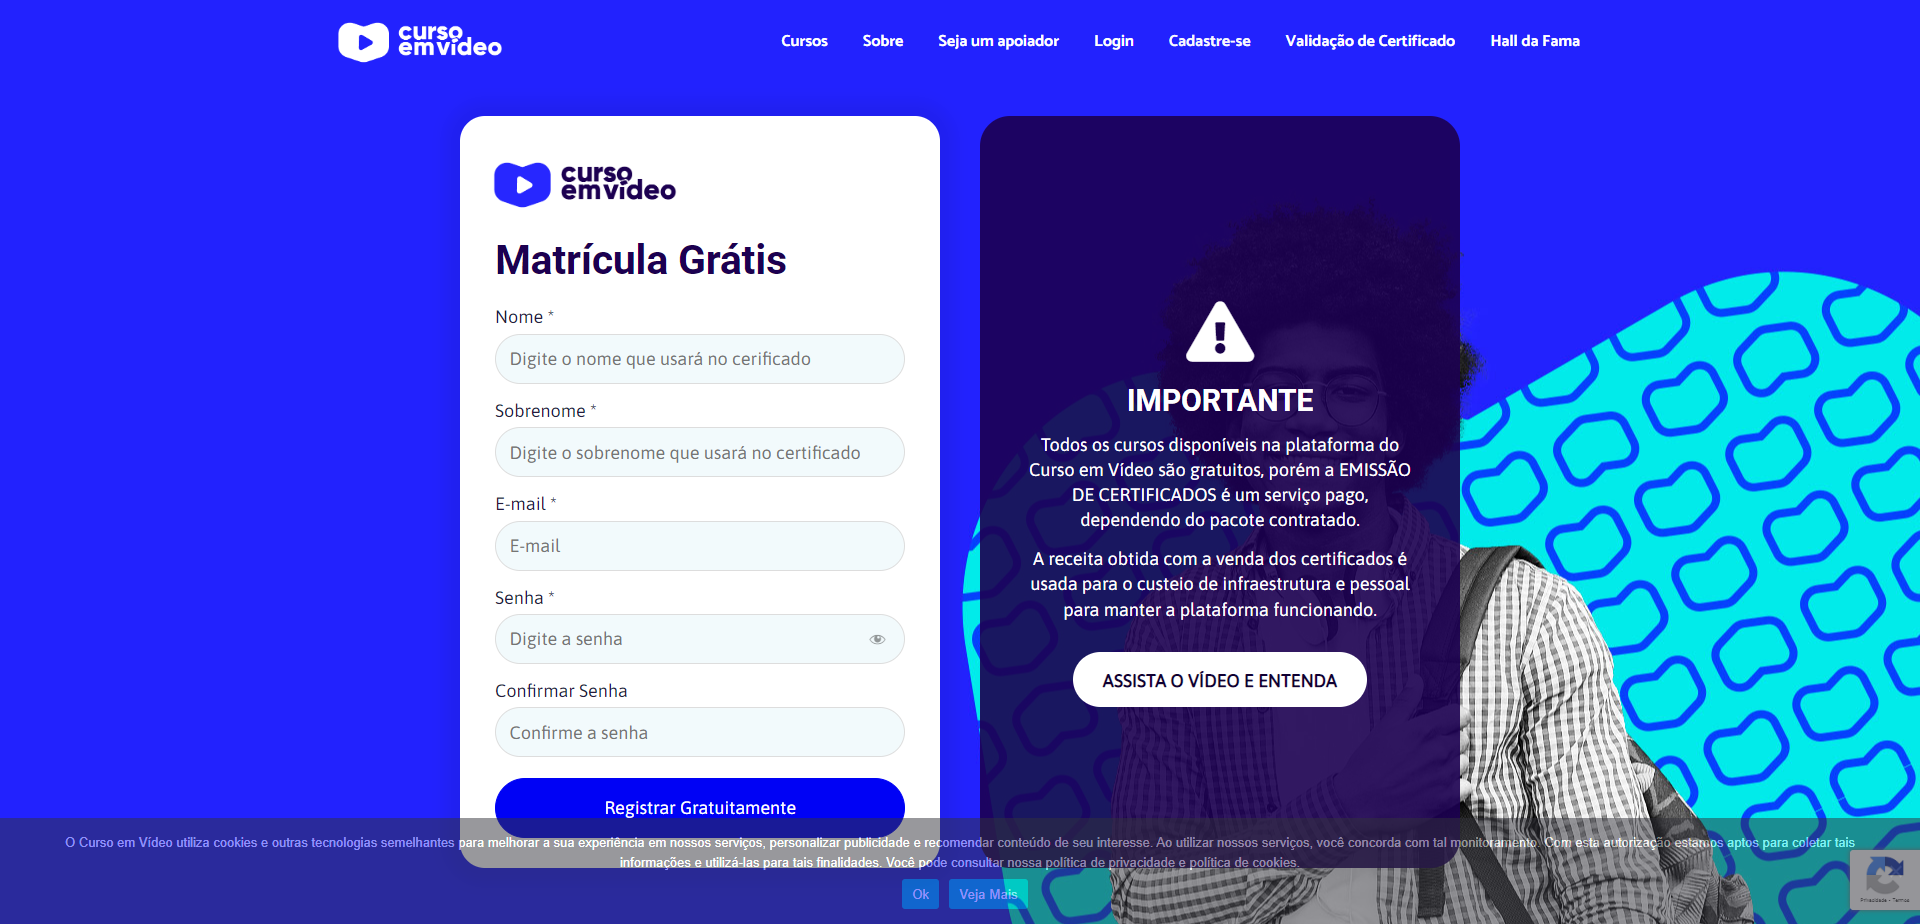 curso
emvídeo
Cursos
Sobre
Seja um apoiador
Login
Cadastre-se
Validação de Certificado
Hall da Fama
curso
emvídeo
Matrícula Grátis
Nome *
Digite o nome que usará no cerificado
Sobrenome *
Digite o sobrenome que usará no certificado
E-mail *
E-mail
Senha *
Digite a senha
Confirmar Senha
Confirme a senha
Registrar Gratuitamente
IMPORTANTE
Todos os cursos disponíveis na plataforma do
Curso em Vídeo são gratuitos, porém a EMISSÃO
DE CERTIFICADOS é um serviço pago,
dependendo do pacote contratado.
A receita obtida com a venda dos certificados é
usada para o custeio de infraestrutura e pessoal
para manter a plataforma funcionando.
ASSISTA O VÍDEO E ENTENDA
O Curso em Vídeo utiliza cookies e outras tecnologias semelhantes para melhorar a sua experiência em nossos serviços, personalizar publicidade e recomendar conteúdo de seu interesse. Ao utilizar nossos serviços, você concorda com tal monitoramento. Com esta autorização estamos aptos para coletar tais
informações e utilizá-las para tais finalidades. Você pode consultar nossa política de privacidade e política de cookies.
Ok
Veja Mais
Privacidade - Termos